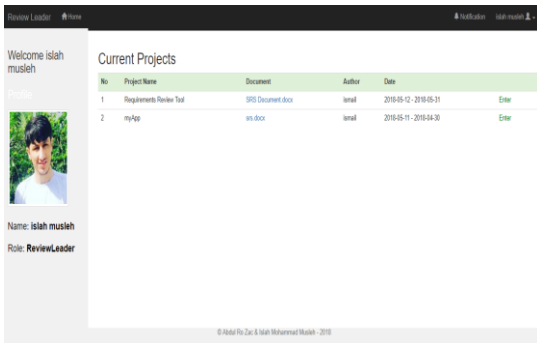 Review Leader Home Notification islah musleh
Welcome islah
musleh
Profile
Name: islah musleh
Role: ReviewLeader
Current Projects
No Project Name Document Author Date
1 Requirements Review Tool SRS Document.docx ismail 2018-05-12 - 2018-05-31 Enter
2 myApp srs.docx ismail 2018-05-11 - 2018-04-30 Enter
© Abdul Ra Zac & Islah Mohammad Musleh - 2018